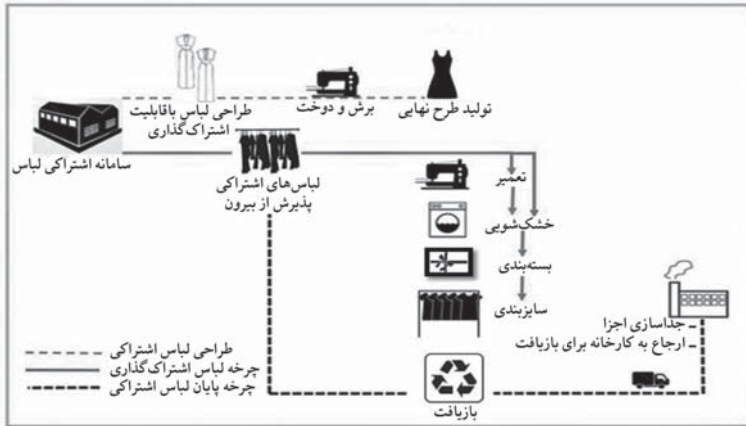 تولید طرح نهایی
برش و دوخت
طراحی لباس باقابلیت
اشتراک‌گذاری
سامانه اشتراکی لباس
لباس‌های اشتراکی
پذیرش از بیرون
تعمیر
خشک‌شویی
بسته‌بندی
سایزبندی
جداسازی اجزا
ارجاع به کارخانه برای بازیافت
بازیافت
طراحی لباس اشتراکی
چرخه لباس اشتراک‌گذاری
چرخه پایان لباس اشتراکی